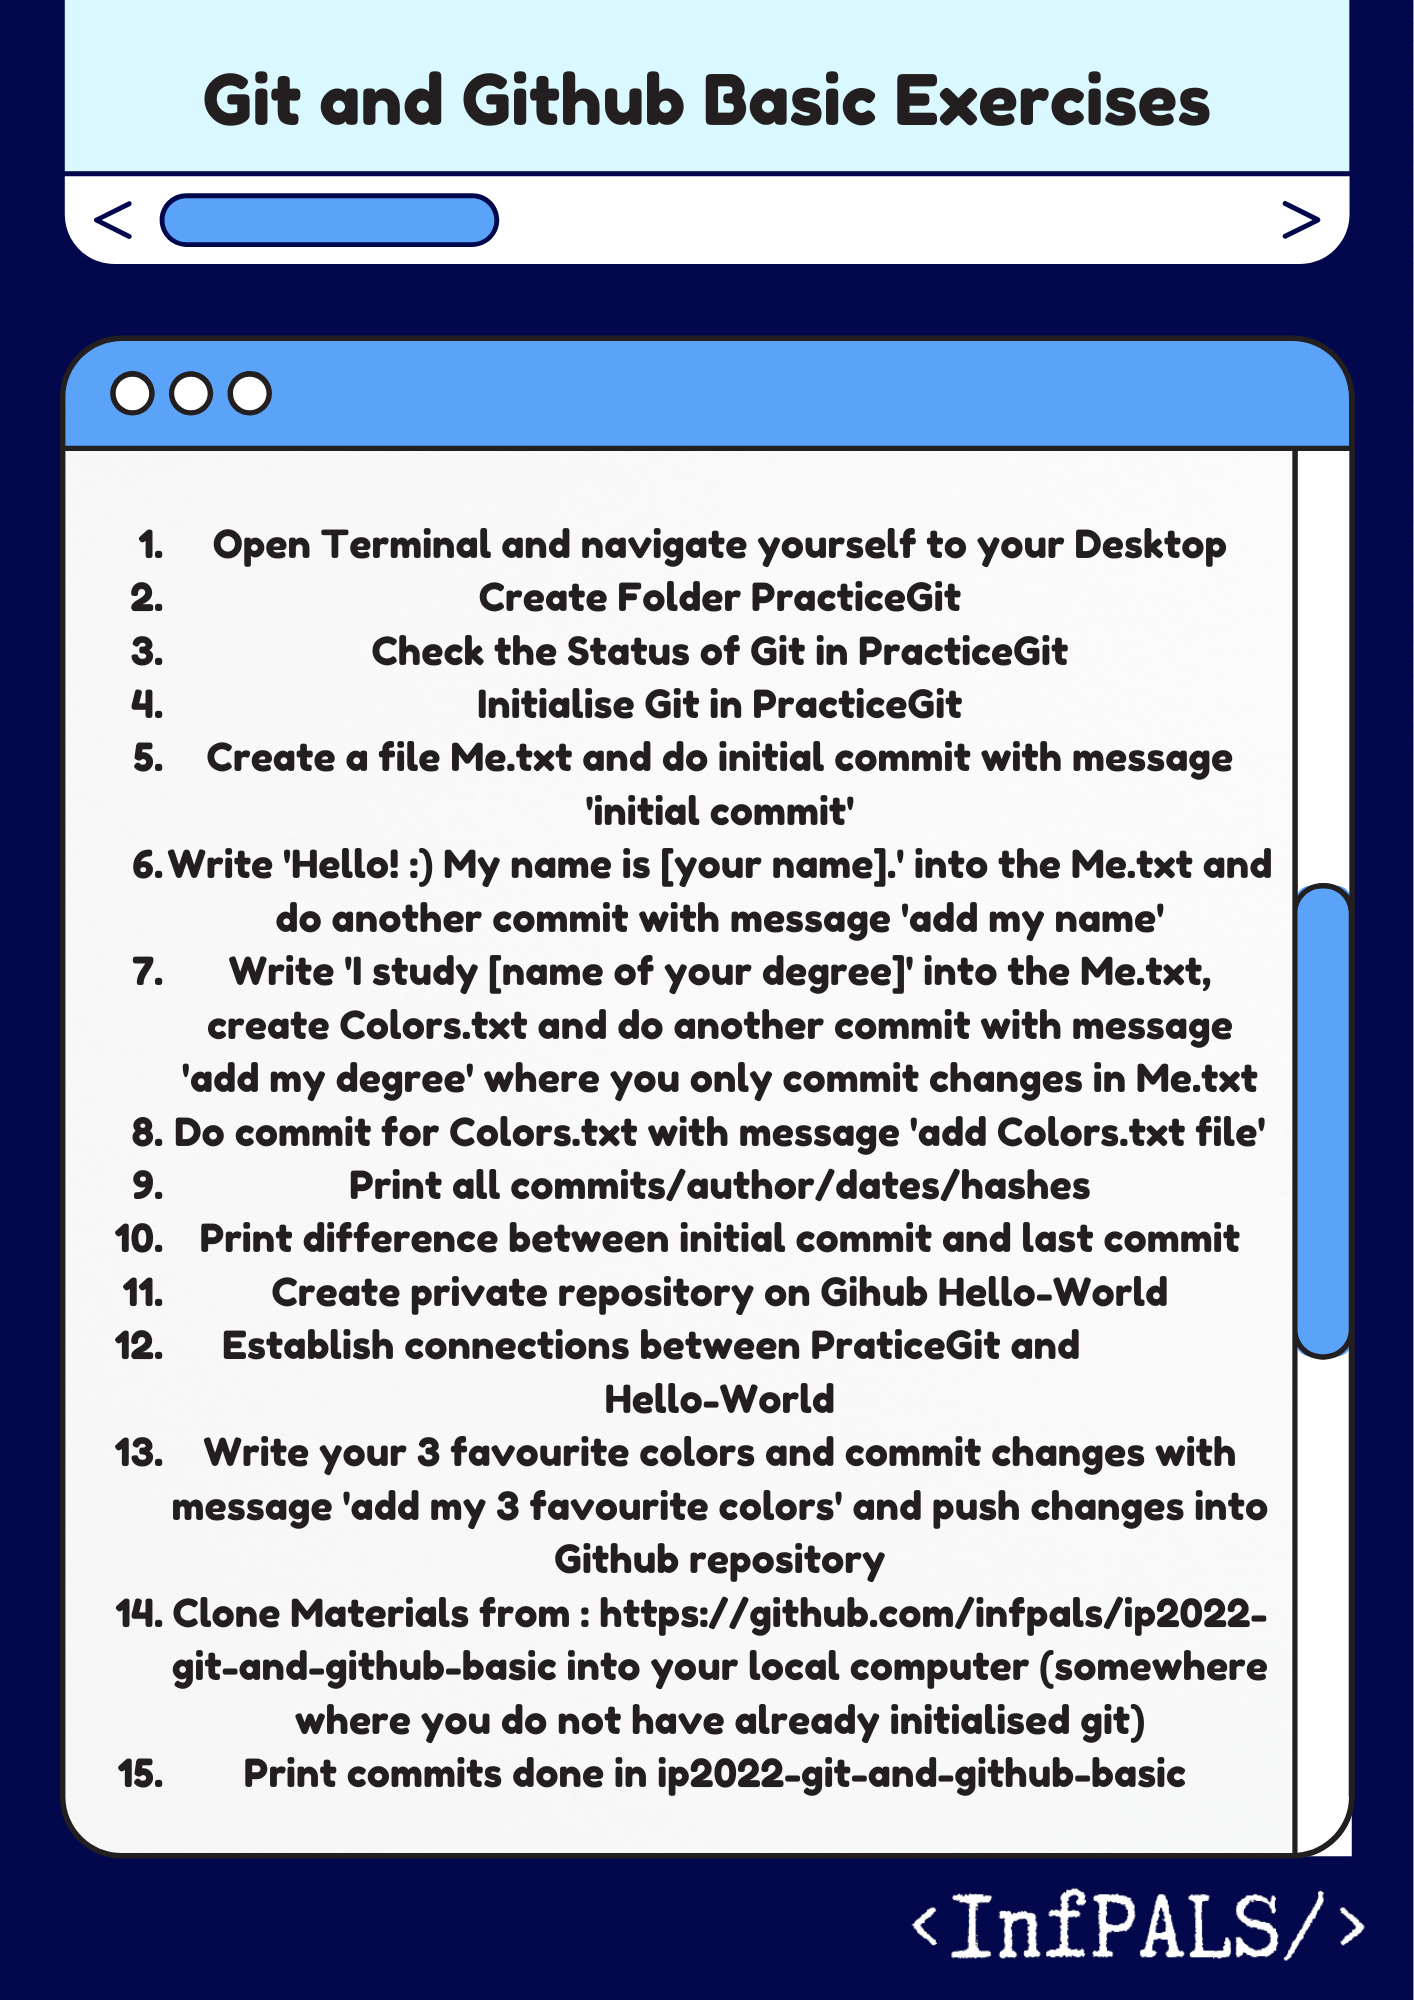 Git and Github Basic Exercises
<
>
1. Open Terminal and navigate yourself to your Desktop
2. Create Folder PracticeGit
3. Check the Status of Git in PracticeGit
4. Initialise Git in PracticeGit
5. Create a file Me.txt and do initial commit with message
'initial commit'
6. Write 'Hello! :) My name is [your name].' into the Me.txt and
do another commit with message 'add my name'
7. Write 'I study [name of your degree]' into the Me.txt,
create Colors.txt and do another commit with message
'add my degree' where you only commit changes in Me.txt
8. Do commit for Colors.txt with message 'add Colors.txt file'
9. Print all commits/author/dates/hashes
10. Print difference between initial commit and last commit
11. Create private repository on Gihub Hello-World
12. Establish connections between PraticeGit and
Hello-World
13. Write your 3 favourite colors and commit changes with
message 'add my 3 favourite colors' and push changes into
Github repository
14. Clone Materials from : https://github.com/infpals/ip2022-
git-and-github-basic into your local computer (somewhere
where you do not have already initialised git)
15. Print commits done in ip2022-git-and-github-basic
<InfPALS/>